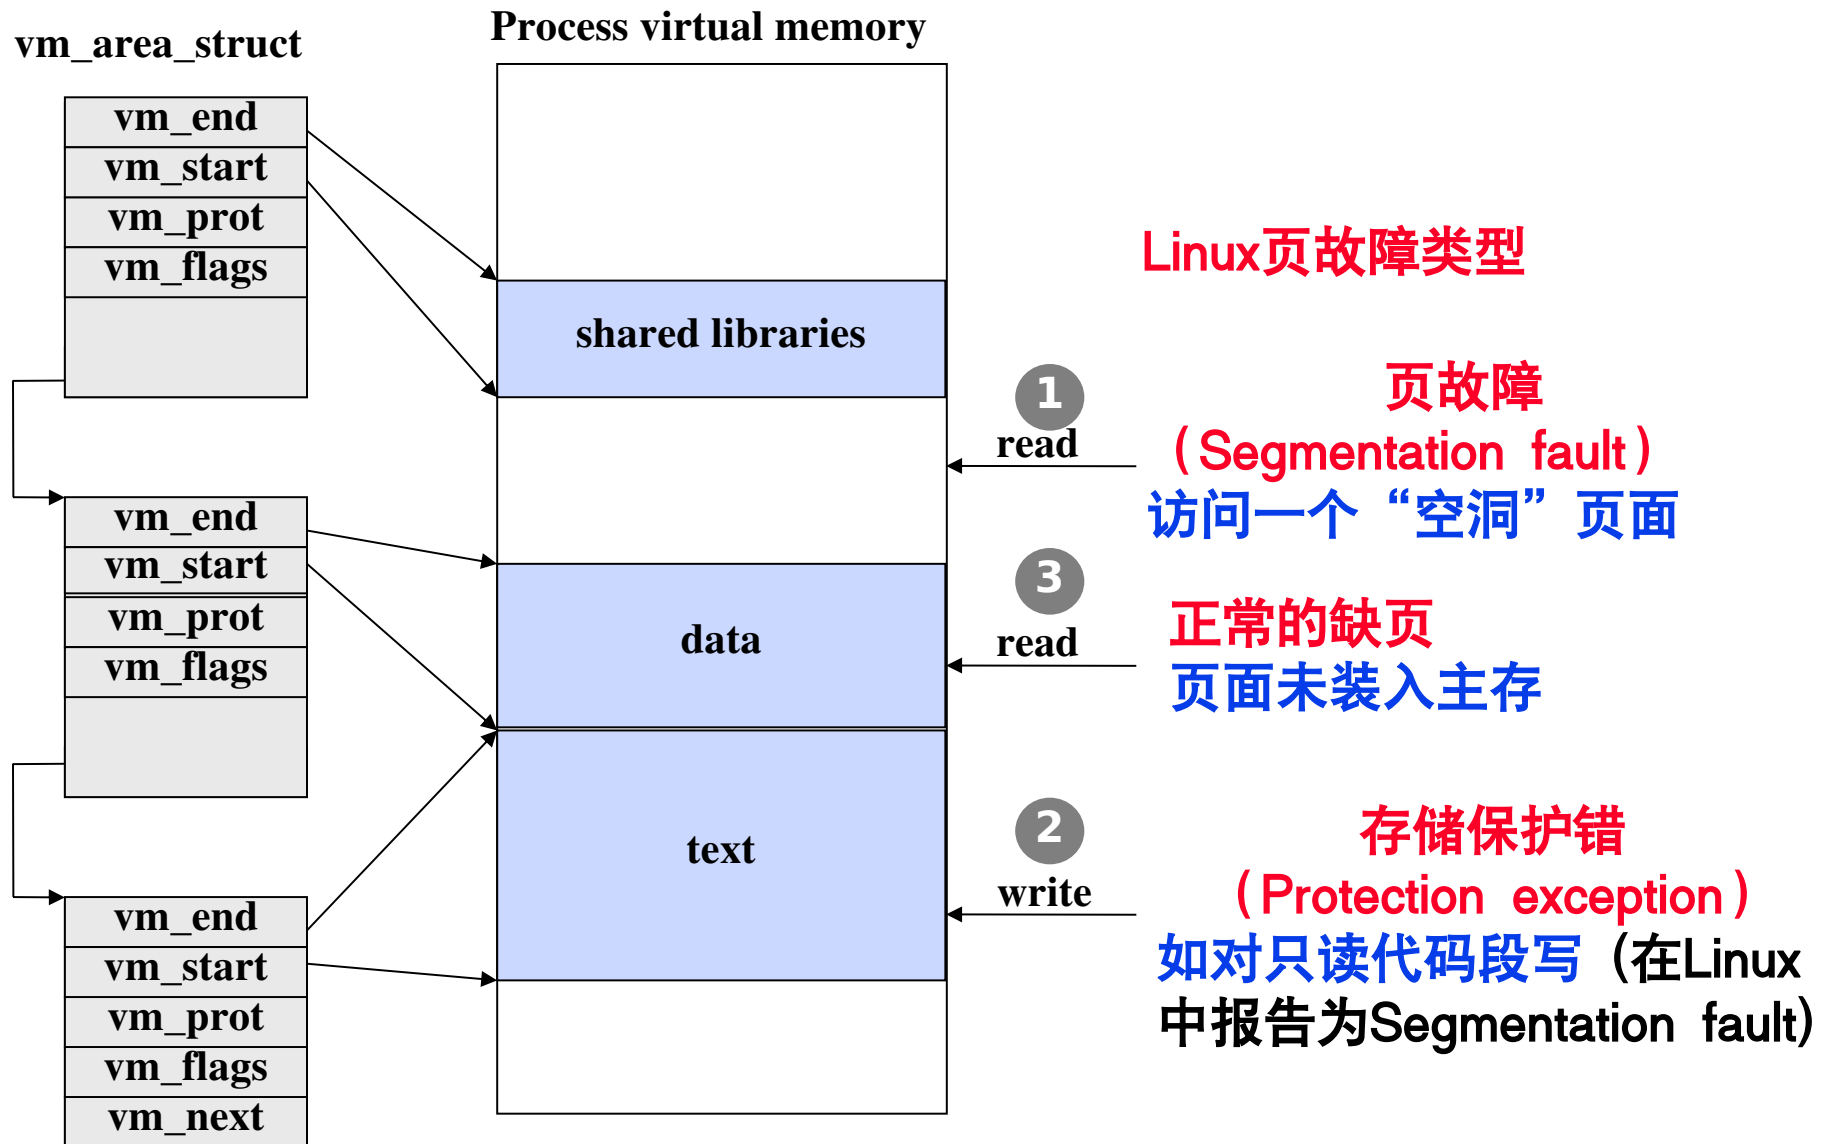 Process virtual memory
vm_area_struct
vm_end
vm_start
vm_prot
vm_flags
vm_end
vm_start
vm_prot
vm_flags
vm_end
vm_start
vm_prot
vm_flags
vm_next
shared libraries
data
text
Linux页故障类型
1
read
页故障
（Segmentation fault）
访问一个“空洞”页面
3
read
正常的缺页
页面未装入主存
2
write
存储保护错
（Protection exception）
如对只读代码段写（在Linux
中报告为Segmentation fault)